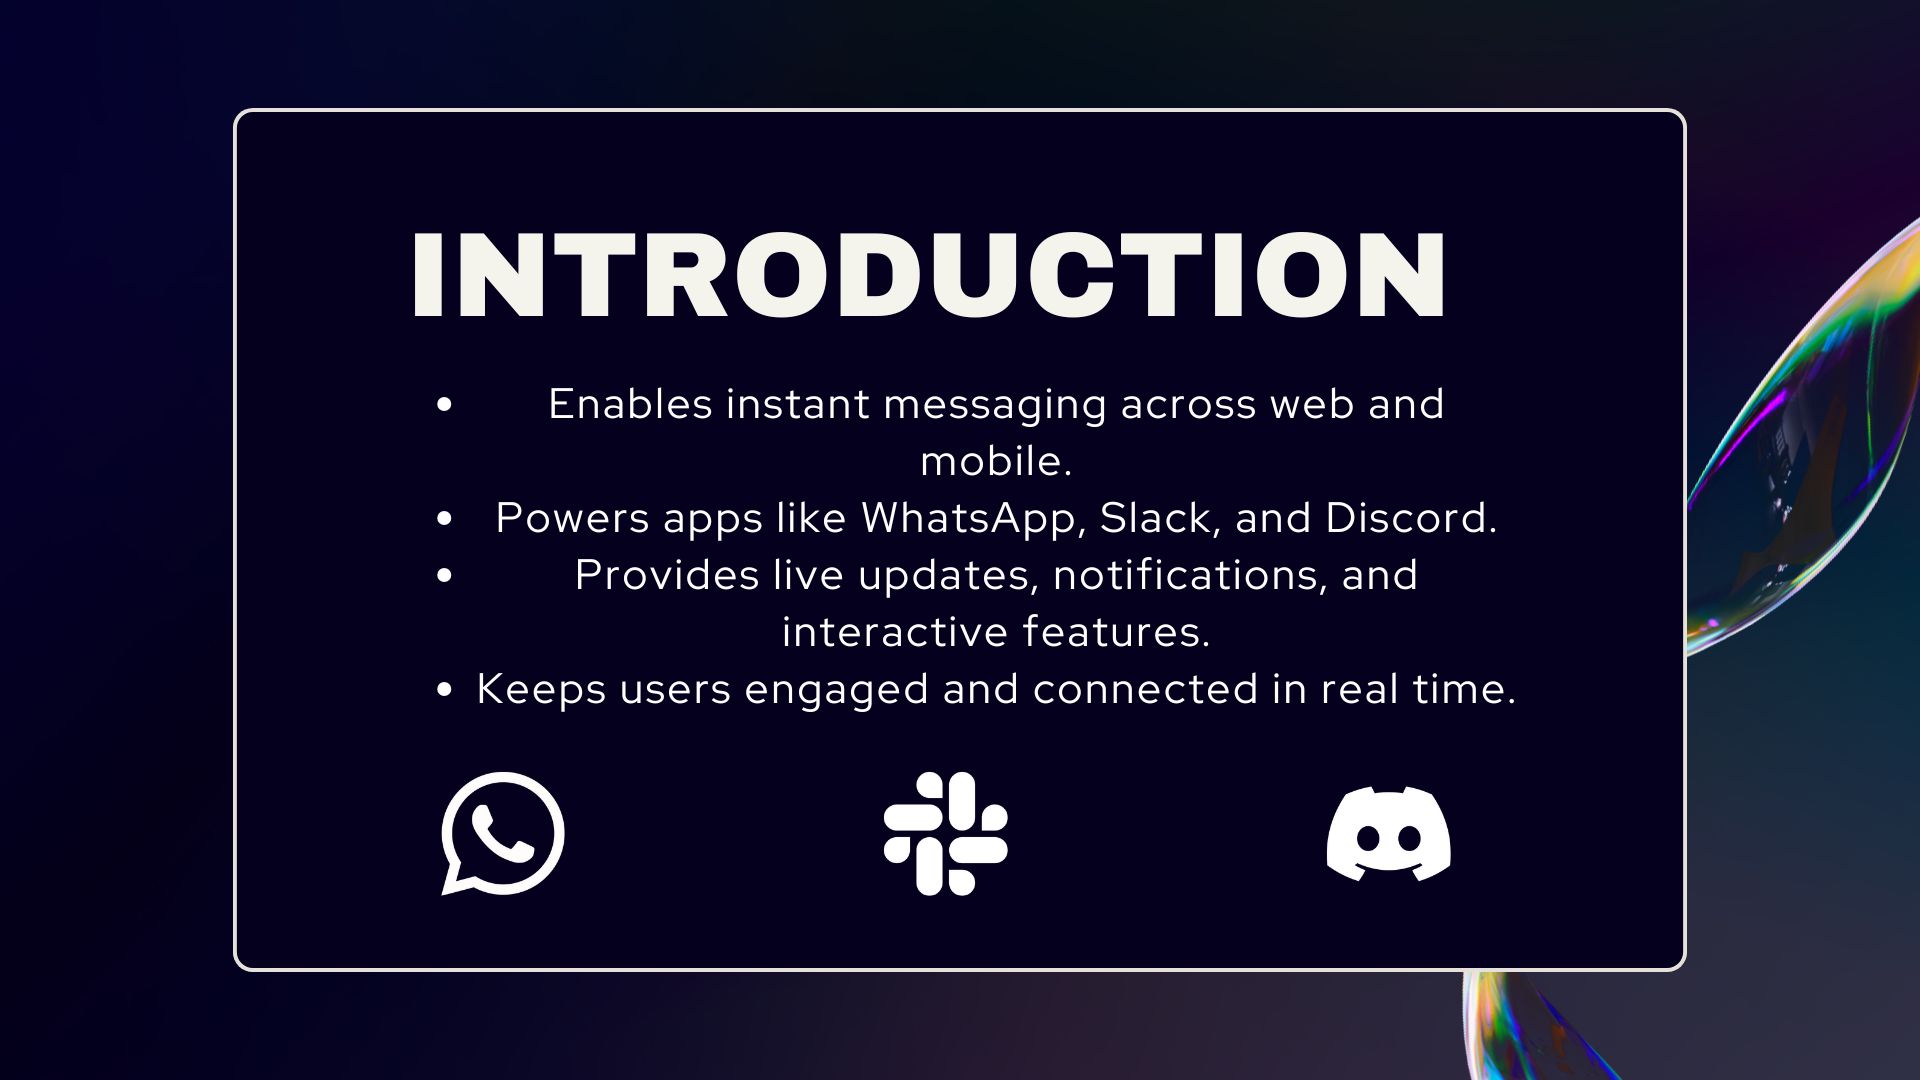 INTRODUCTION
• Enables instant messaging across web and
mobile.
• Powers apps like WhatsApp, Slack, and Discord.
• Provides live updates, notifications, and
interactive features.
• Keeps users engaged and connected in real time.